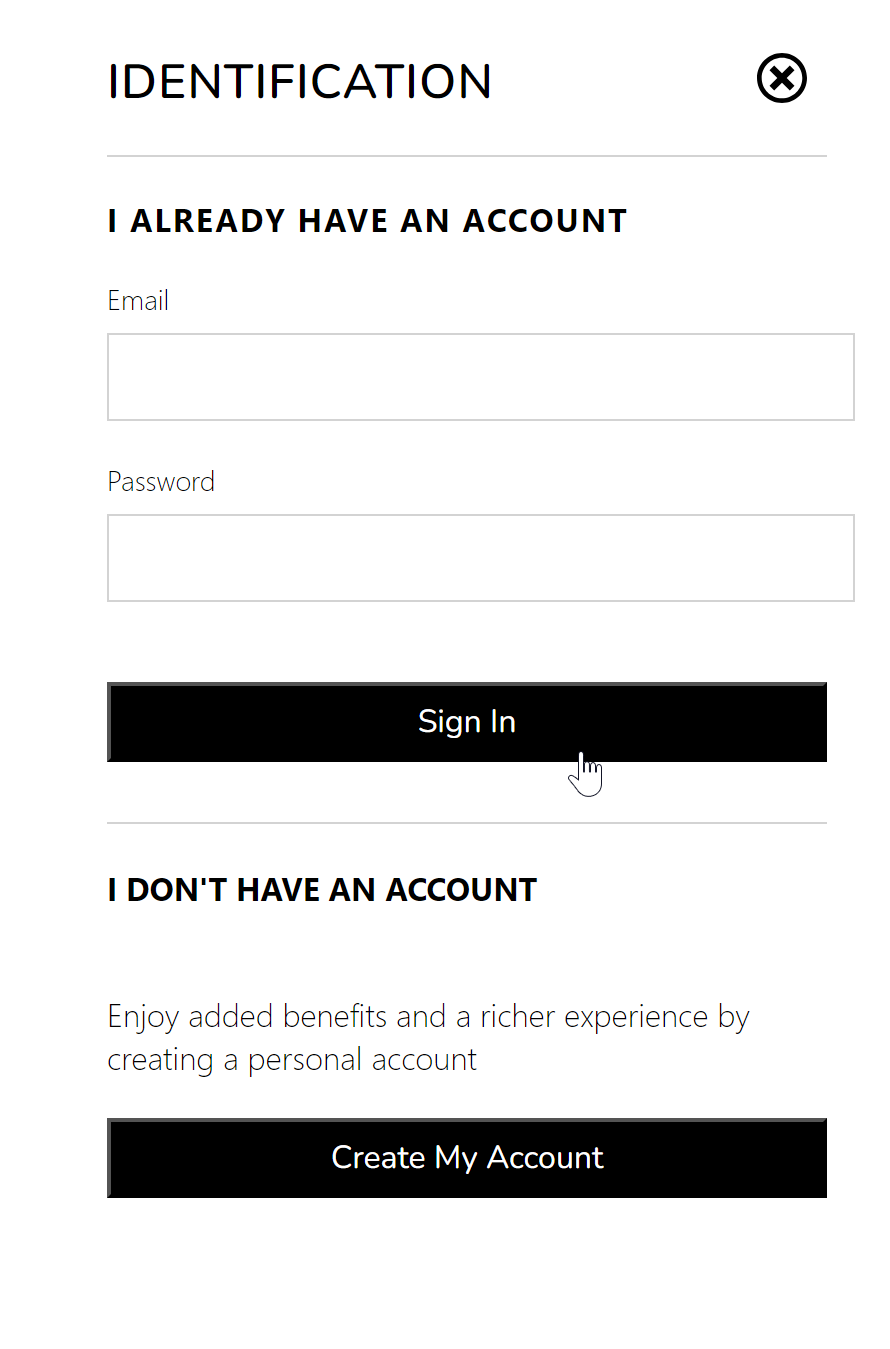 IDENTIFICATION
I ALREADY HAVE AN ACCOUNT
Email
Password
Sign In
I DON'T HAVE AN ACCOUNT
Enjoy added benefits and a richer experience by
creating a personal account
Create My Account